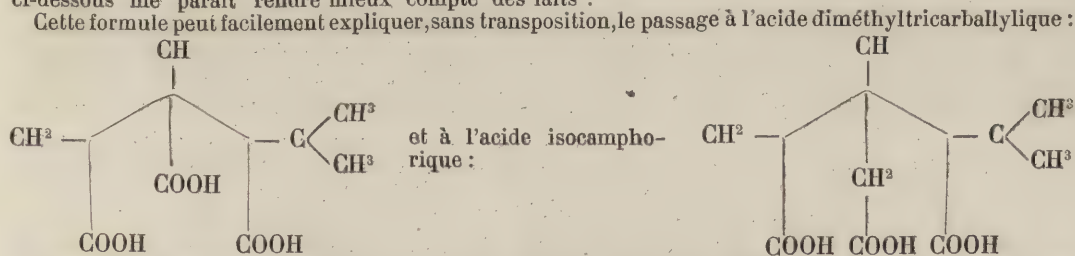 ci-dessous me paraît rendre mieux compte des faits :
Cette formule peut facilement expliquer, sans transposition, le passage à l'acide diméthyltricarballylique :
CH
CH² — — C CH³
CH³
COOH
COOH COOH
et à l'acide isocampho-
rique :
CH
CH² — — C CH³
CH³
CH²
COOH COOH COOH